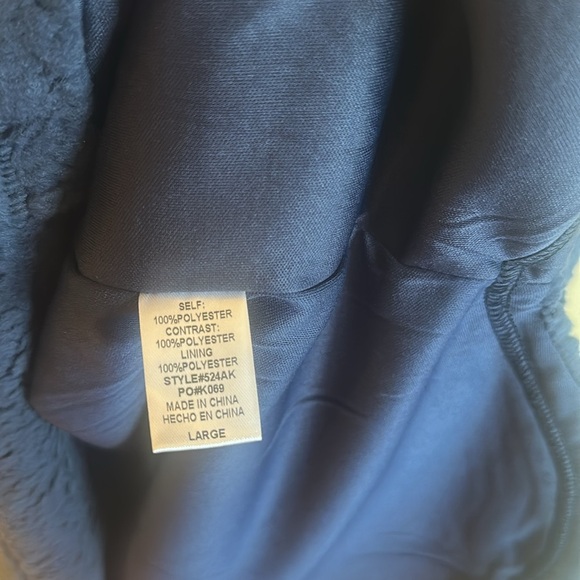 SELF:
100%POLYESTER
CONTRAST:
100%POLYESTER
LINING
100%POLYESTER
STYLE#524AK
PO#K069
MADE IN CHINA
HECHO EN CHINA
LARGE